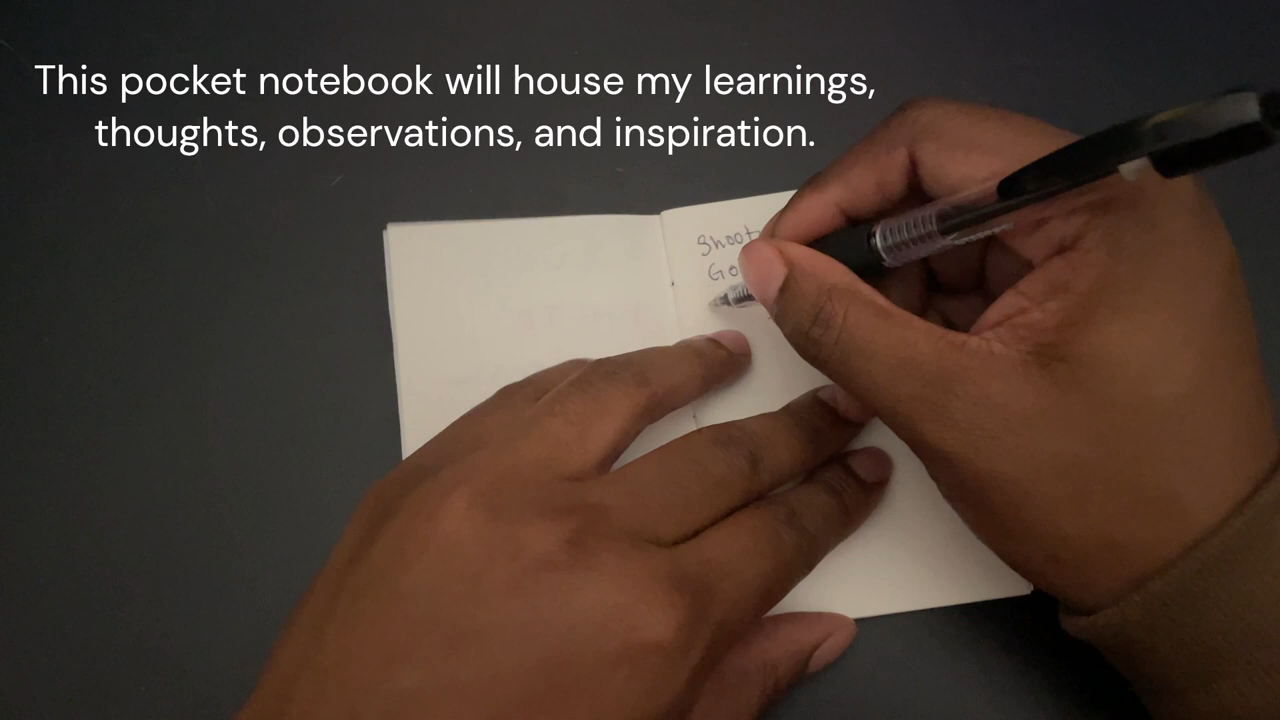 This pocket notebook will house my learnings,
thoughts, observations, and inspiration.